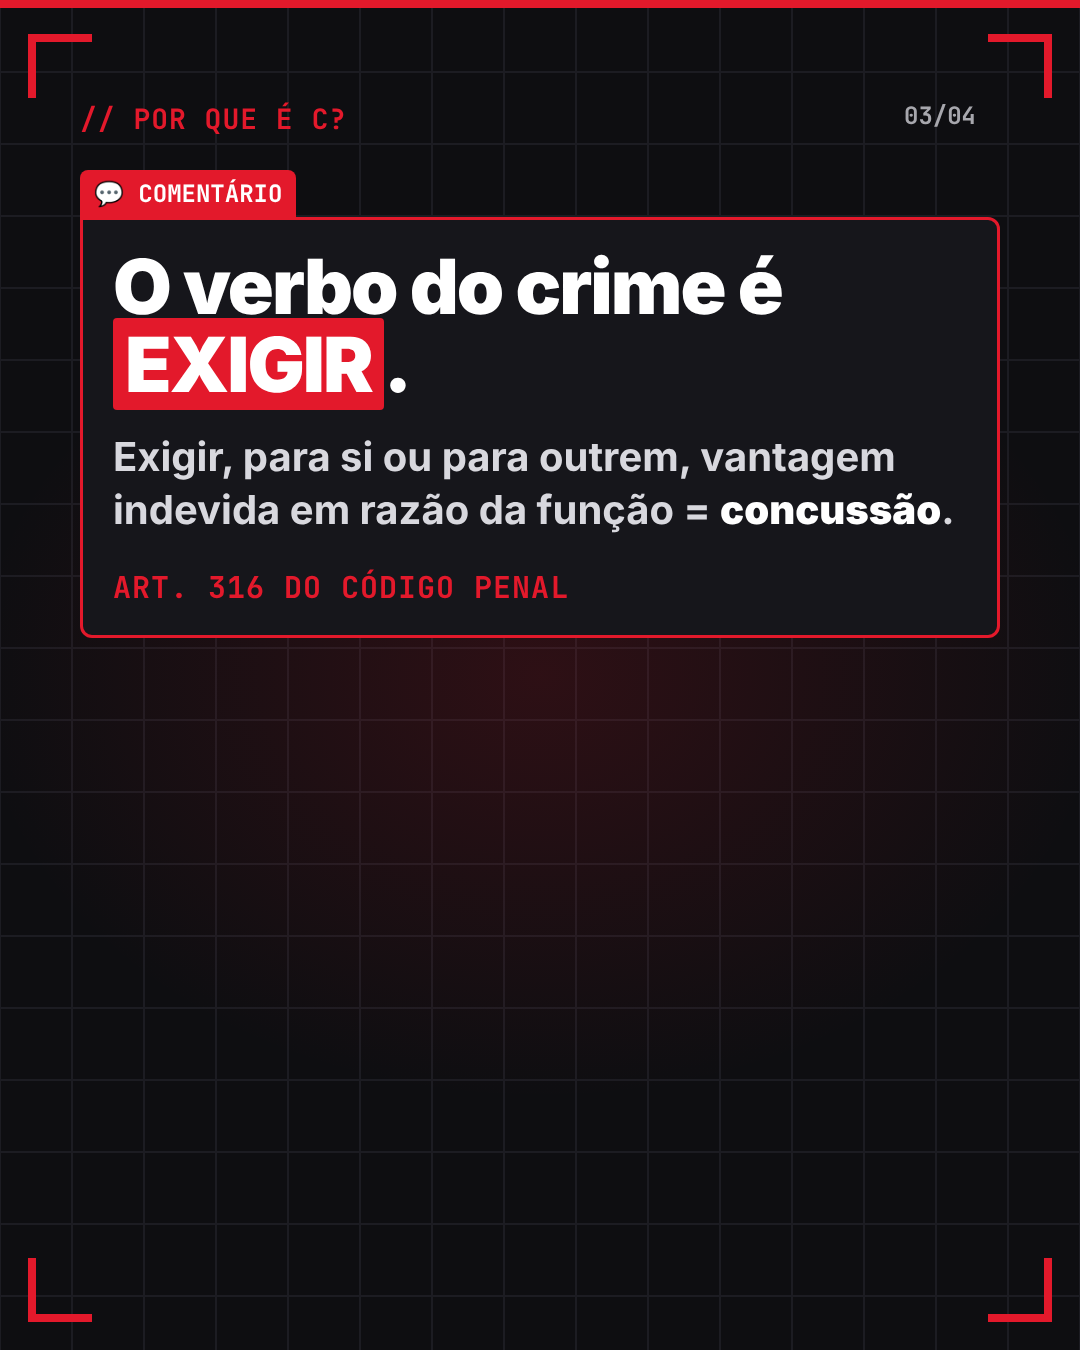 // POR QUE É C?
03/04
💬 COMENTÁRIO
O verbo do crime é
EXIGIR.
Exigir, para si ou para outrem, vantagem
indevida em razão da função = concussão.
ART. 316 DO CÓDIGO PENAL